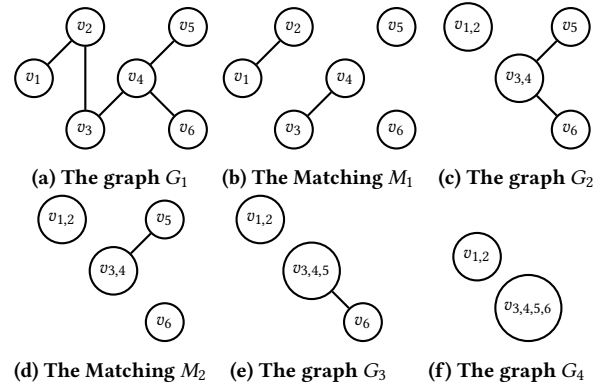 v₂ v₅
v₁ v₄
v₃ v₆
(a) The graph G₁
v₂ v₅
v₁ v₄
v₃ v₆
(b) The Matching M₁
v₁,₂ v₅
v₃,₄
v₆
(c) The graph G₂
v₁,₂ v₅
v₃,₄
v₆
(d) The Matching M₂
v₁,₂
v₃,₄,₅
v₆
(e) The graph G₃
v₁,₂
v₃,₄,₅,₆
(f) The graph G₄